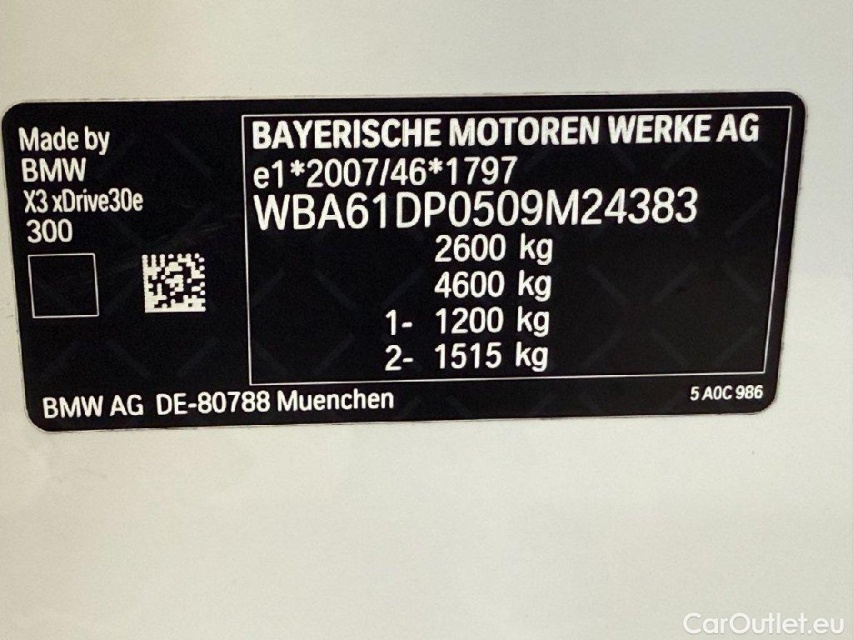 Made by
BMW
X3 xDrive30e
300
BAYERISCHE MOTOREN WERKE AG
e1*2007/46*1797
WBA61DP0509M24383
2600 kg
4600 kg
1- 1200 kg
2- 1515 kg
BMW AG DE-80788 Muenchen
5 A0C 986
CarOutlet.eu